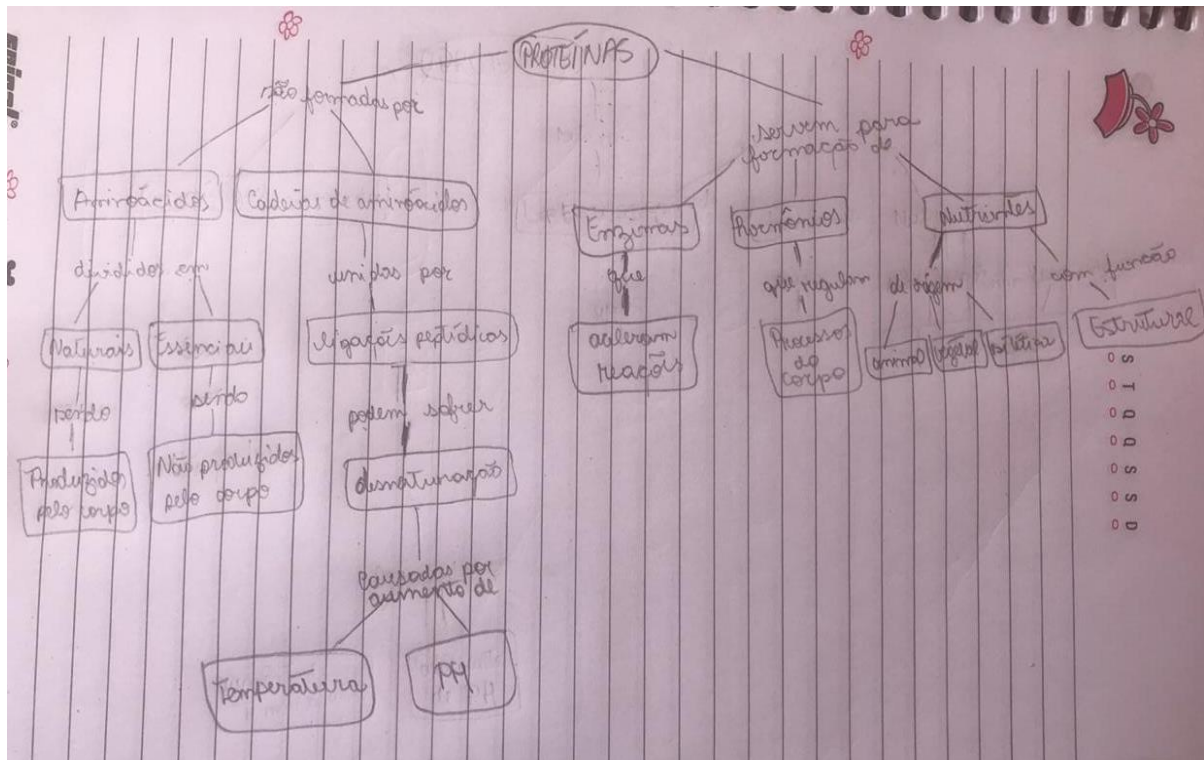 PROTEÍNAS
são formadas por
servem para
formação de
Aminoácidos
Cadeias de aminoácidos
Enzimas
hormônios
Nutrientes
divididos em
unidas por
que
que regulam
de origem
com função
Naturais
Essenciais
ligações peptídicas
aceleram
reações
Processos
do
corpo
animal
vegetal
Estrutural
sendo
sendo
podem sofrer
Produzidos
pelo corpo
Não produzidos
pelo corpo
desnaturação
causadas por
aumento de
Temperatura
PH
S T Q Q S S D